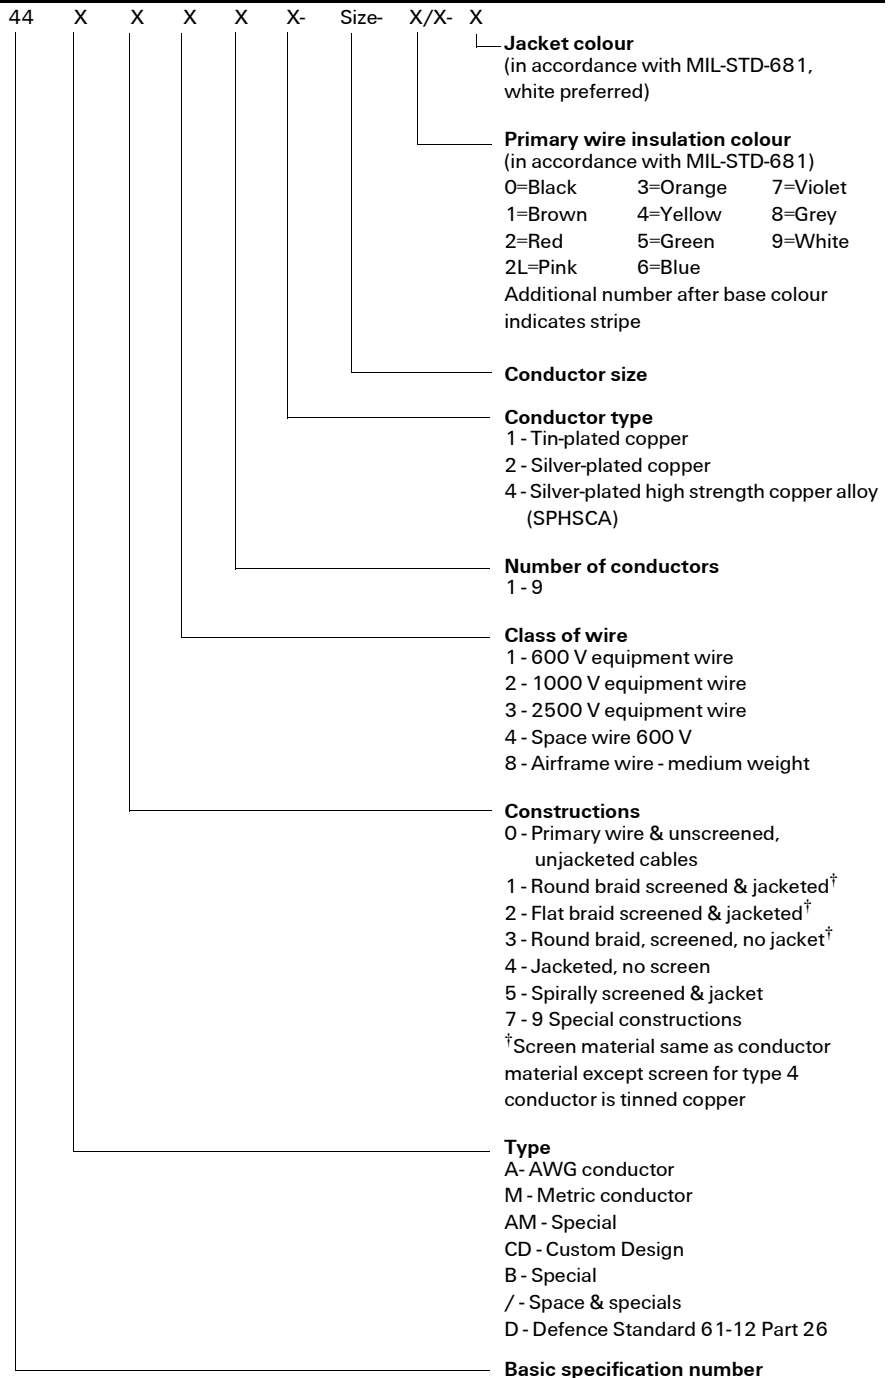 44 X X X X X- Size- X/X- X
Jacket colour
(in accordance with MIL-STD-681,
white preferred)
Primary wire insulation colour
(in accordance with MIL-STD-681)
0=Black 3=Orange 7=Violet
1=Brown 4=Yellow 8=Grey
2=Red 5=Green 9=White
2L=Pink 6=Blue
Additional number after base colour
indicates stripe
Conductor size
Conductor type
1 - Tin-plated copper
2 - Silver-plated copper
4 - Silver-plated high strength copper alloy
(SPHSCA)
Number of conductors
1 - 9
Class of wire
1 - 600 V equipment wire
2 - 1000 V equipment wire
3 - 2500 V equipment wire
4 - Space wire 600 V
8 - Airframe wire - medium weight
Constructions
0 - Primary wire & unscreened,
unjacketed cables
1 - Round braid screened & jacketed†
2 - Flat braid screened & jacketed†
3 - Round braid, screened, no jacket†
4 - Jacketed, no screen
5 - Spirally screened & jacket
7 - 9 Special constructions
†Screen material same as conductor
material except screen for type 4
conductor is tinned copper
Type
A- AWG conductor
M - Metric conductor
AM - Special
CD - Custom Design
B - Special
/ - Space & specials
D - Defence Standard 61-12 Part 26
Basic specification number